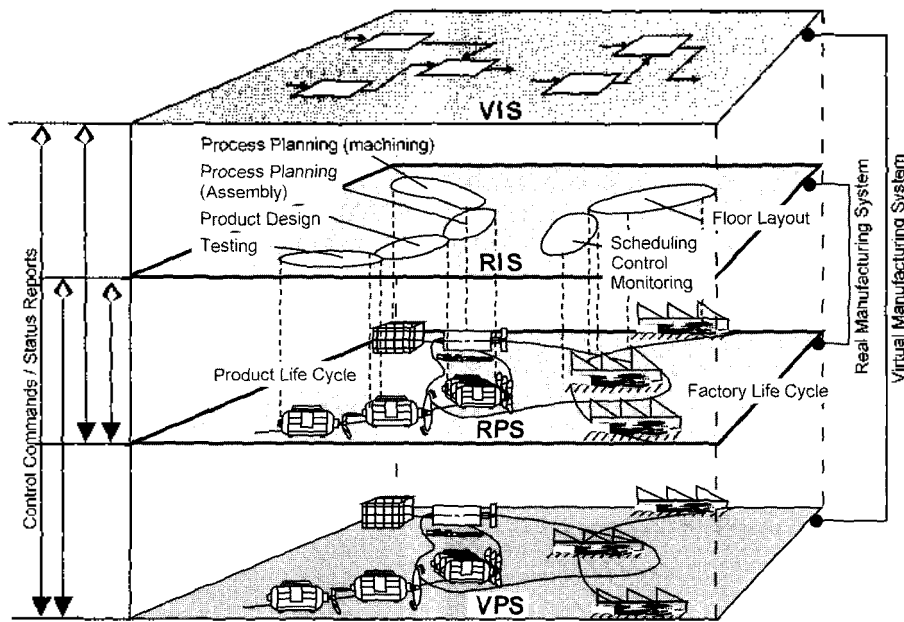 VIS
Process Planning (machining)
Process Planning
(Assembly)
Product Design
Testing
Floor Layout
Scheduling
Control
Monitoring
RIS
Product Life Cycle
Factory Life Cycle
RPS
VPS
Control Commands / Status Reports
Real Manufacturing System
Virtual Manufacturing System